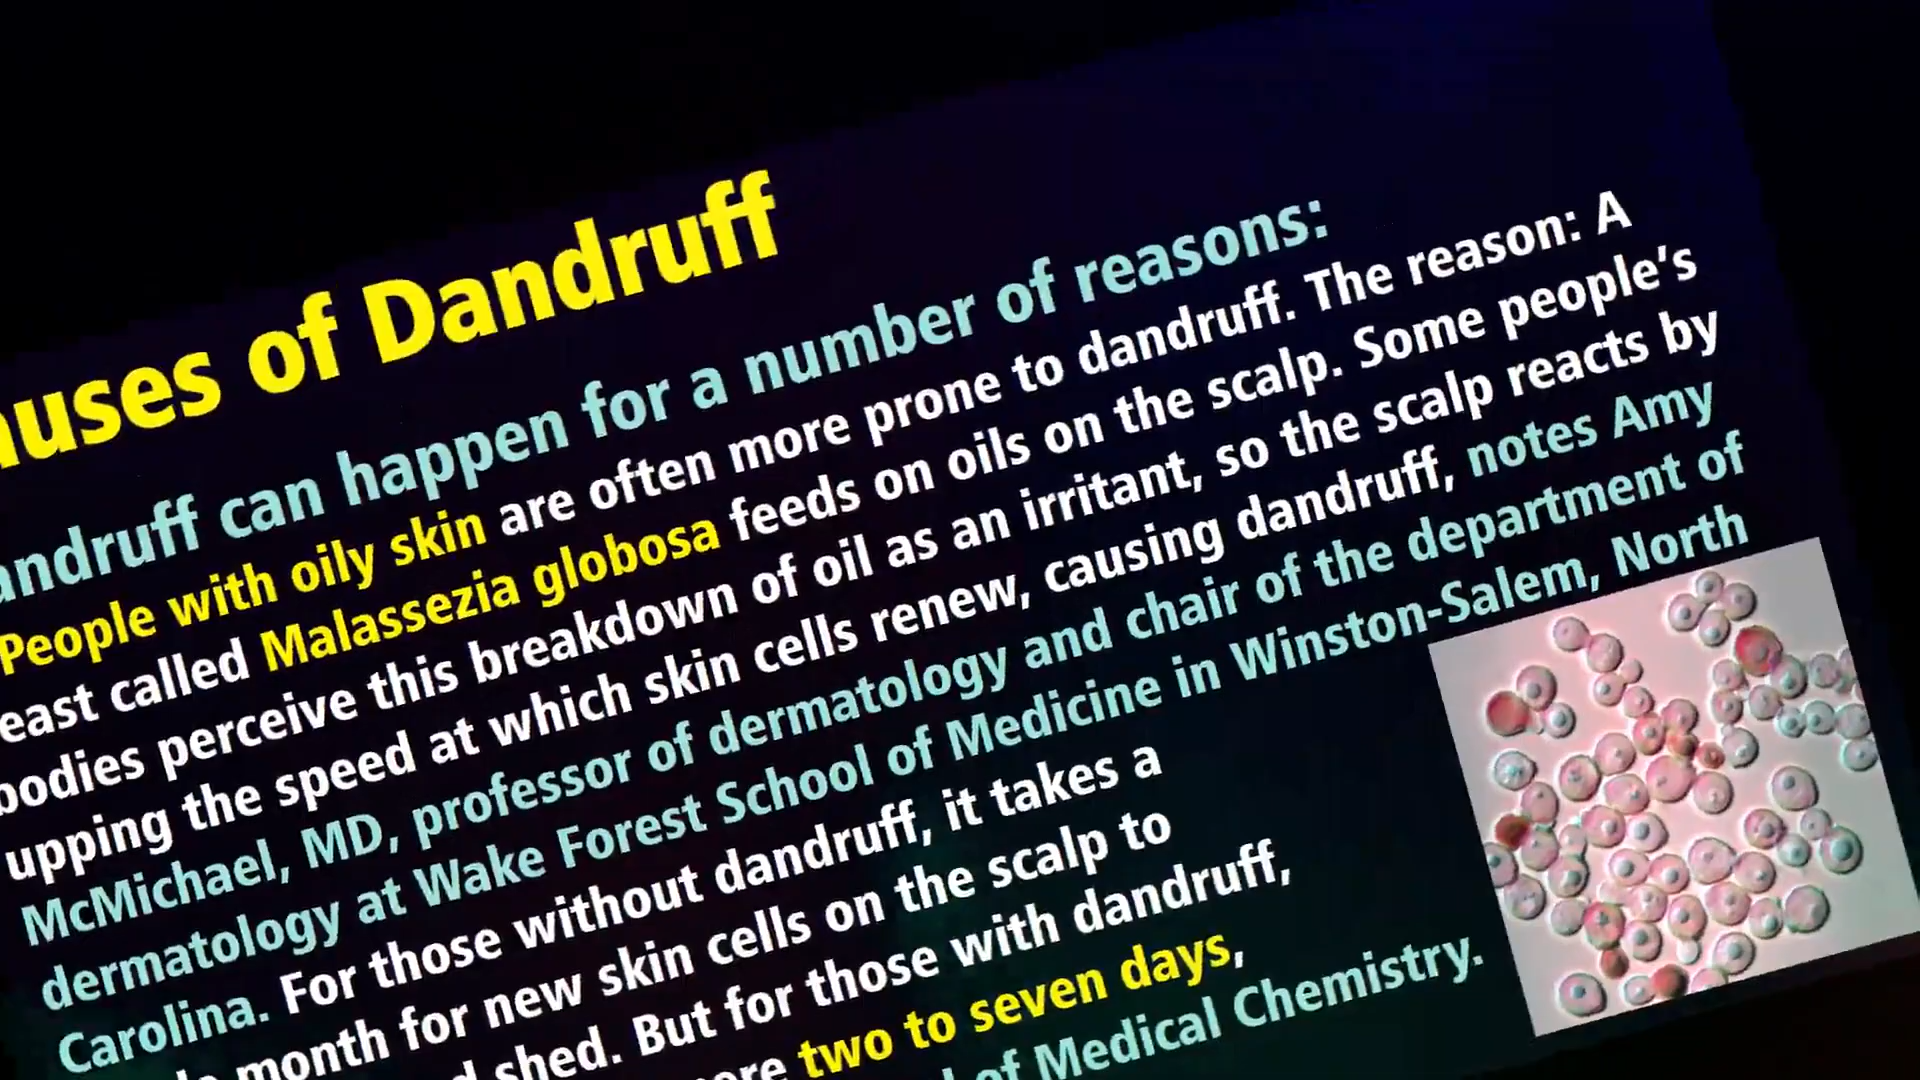 auses of Dandruff
andruff can happen for a number of reasons:
People with oily skin are often more prone to dandruff. The reason: A
east called Malassezia globosa feeds on oils on the scalp. Some people's
bodies perceive this breakdown of oil as an irritant, so the scalp reacts by
upping the speed at which skin cells renew, causing dandruff, notes Amy
McMichael, MD, professor of dermatology and chair of the department of
dermatology at Wake Forest School of Medicine in Winston-Salem, North
Carolina. For those without dandruff, it takes a
month for new skin cells on the scalp to
shed. But for those with dandruff,
two to seven days,
of Medical Chemistry.